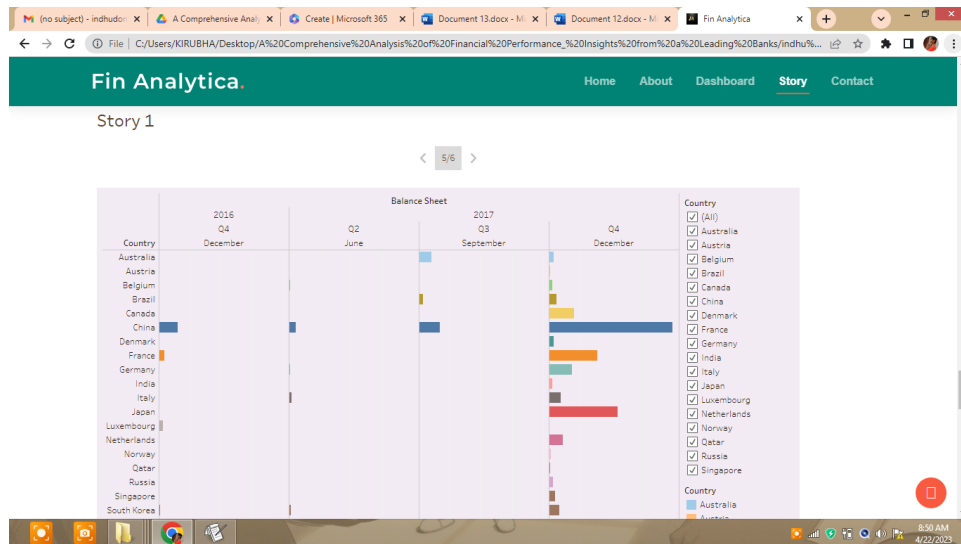 (no subject) - indhudon
A Comprehensive Analy
Create | Microsoft 365
Document 13.docx - M
Document 12.docx - M
Fin Analytica
File | C:/Users/KIRUBHA/Desktop/A%20Comprehensive%20Analysis%20of%20Financial%20Performance_%20Insights%20from%20a%20Leading%20Banks/indhu%...
Fin Analytica.
Home About Dashboard Story Contact
Story 1
5/6
Balance Sheet
2016 2017
Q4 Q2 Q3 Q4
Country December June September December
Australia
Austria
Belgium
Brazil
Canada
China
Denmark
France
Germany
India
Italy
Japan
Luxembourg
Netherlands
Norway
Qatar
Russia
Singapore
South Korea
Country
(All)
Australia
Austria
Belgium
Brazil
Canada
China
Denmark
France
Germany
India
Italy
Japan
Luxembourg
Netherlands
Norway
Qatar
Russia
Singapore
Country
Australia
Austria
8:50 AM
4/22/2023